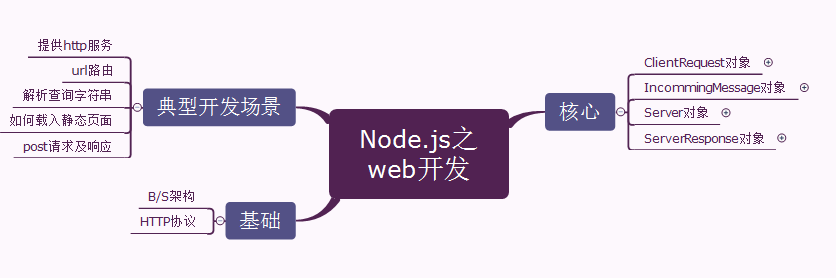 Node.js之
web开发
典型开发场景
提供http服务
url路由
解析查询字符串
如何载入静态页面
post请求及响应
基础
B/S架构
HTTP协议
核心
ClientRequest对象
IncommingMessage对象
Server对象
ServerResponse对象